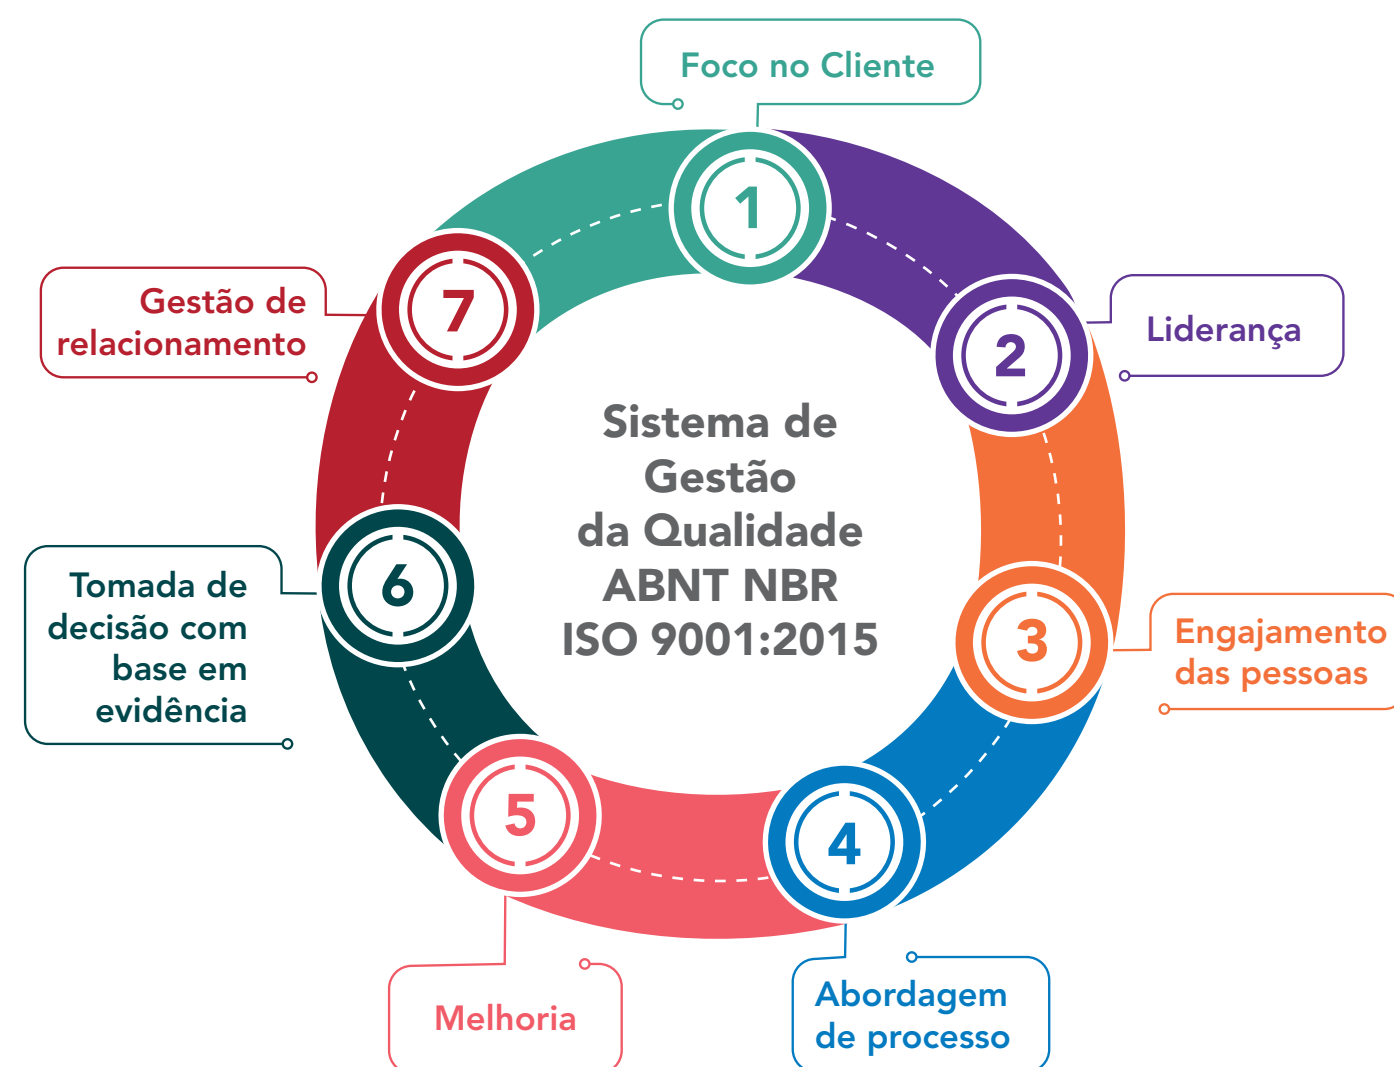 Foco no Cliente
1
Liderança
2
Engajamento
das pessoas
3
Abordagem
de processo
4
Melhoria
5
Tomada de
decisão com
base em
evidência
6
Gestão de
relacionamento
7
Sistema de
Gestão
da Qualidade
ABNT NBR
ISO 9001:2015